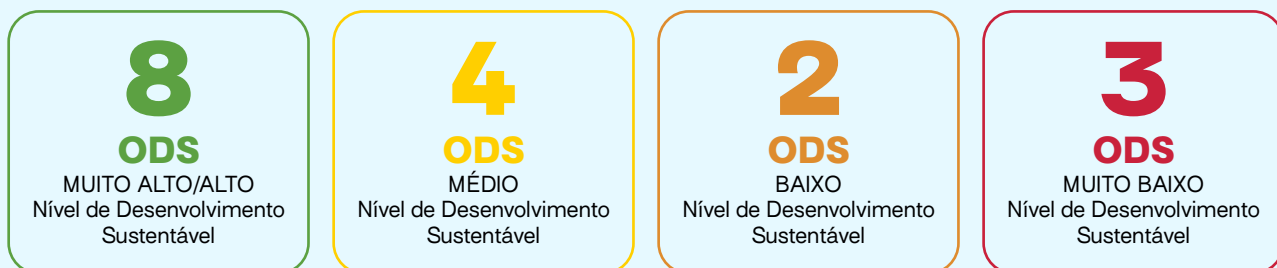 8
ODS
MUITO ALTO/ALTO
Nível de Desenvolvimento
Sustentável
4
ODS
MÉDIO
Nível de Desenvolvimento
Sustentável
2
ODS
BAIXO
Nível de Desenvolvimento
Sustentável
3
ODS
MUITO BAIXO
Nível de Desenvolvimento
Sustentável